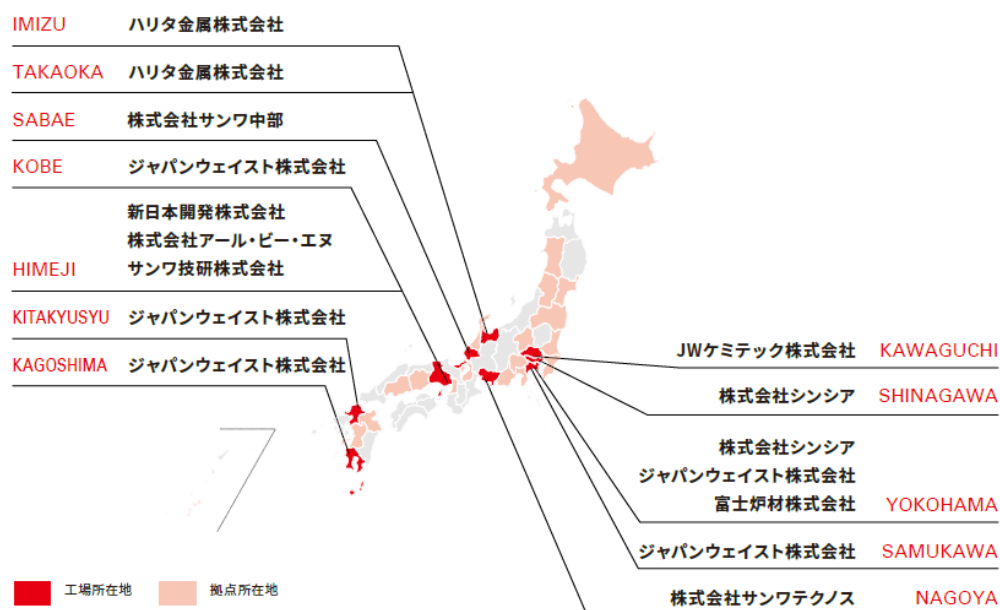 IMIZU ハリタ金属株式会社
TAKAOKA ハリタ金属株式会社
SABAE 株式会社サンワ中部
KOBE ジャパンウェイスト株式会社
新日本開発株式会社
株式会社アール・ビー・エヌ
HIMEJI サンワ技研株式会社
KITAKYUSYU ジャパンウェイスト株式会社
KAGOSHIMA ジャパンウェイスト株式会社
JWケミテック株式会社 KAWAGUCHI
株式会社シンシア SHINAGAWA
株式会社シンシア
ジャパンウェイスト株式会社
富士炉材株式会社 YOKOHAMA
ジャパンウェイスト株式会社 SAMUKAWA
株式会社サンワテクノス NAGOYA
工場所在地 拠点所在地